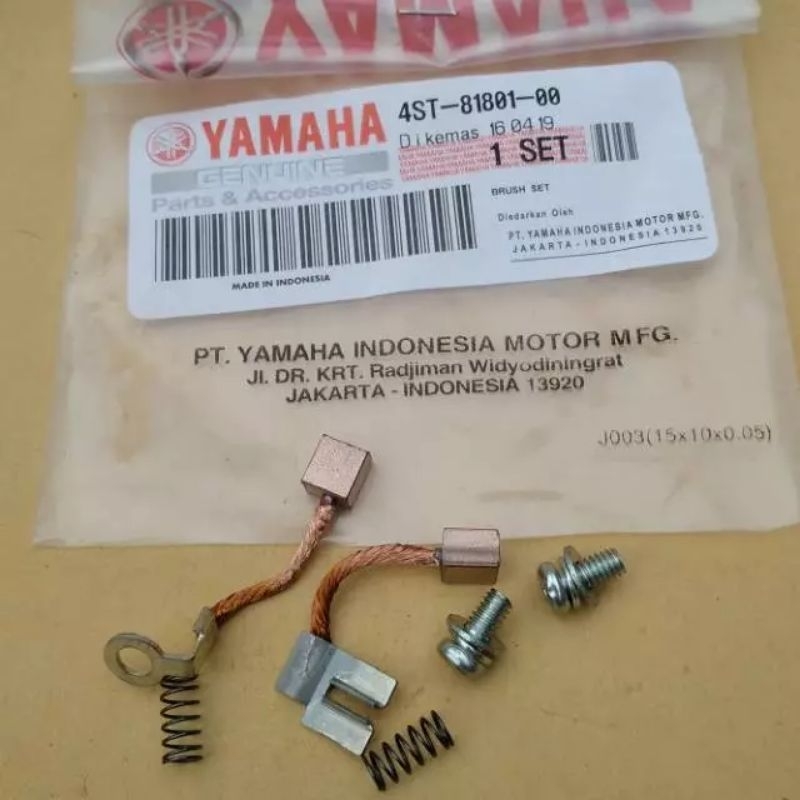 YAMAHA
YAMAHA
GENUINE
Parts & Accessories
4ST-81801-00
Dikemas 16 04 19
1 SET
BRUSH SET
Diedarkan Oleh
PT. YAMAHA INDONESIA MOTOR MFG.
JAKARTA - INDONESIA 13920
MADE IN INDONESIA
PT. YAMAHA INDONESIA MOTOR MFG.
Jl. DR. KRT. Radjiman Widyodiningrat
JAKARTA - INDONESIA 13920
J003(15x10x0.05)